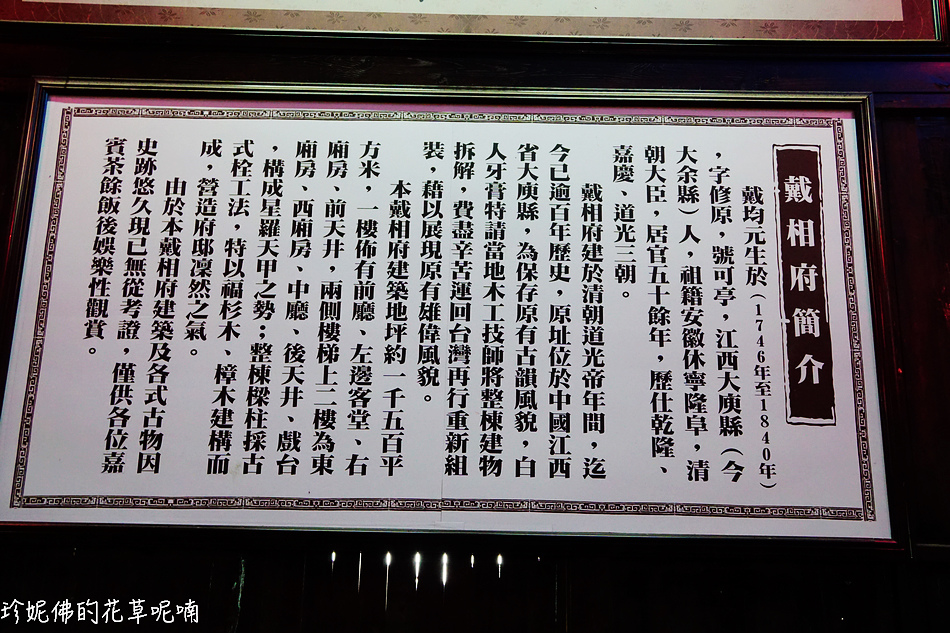 戴相府簡介
戴均元生於(1746年至1840年)
，字修原，號可亭，江西大庾縣（今
大余縣）人，祖籍安徽休寧隆阜，清
朝大臣，居官五十餘年，歷仕乾隆、
嘉慶、道光三朝。
戴相府建於清朝道光帝年間，迄
今已逾百年歷史，原址位於中國江西
省大庾縣，為保存原有古韻風貌，白
人牙膏特請當地木工技師將整棟建物
拆解，費盡辛苦運回台灣再行重新組
裝，藉以展現原有雄偉風貌。
本戴相府建築地坪約一千五百平
方米，一樓佈有前廳、左邊客堂、右
廂房、前天井，兩側樓梯上二樓為東
廂房、西廂房、中廳、後天井、戲台
，構成星羅天甲之勢；整棟樑柱採古
式栓工法，特以福杉木、樟木建構而
成，營造府邸凜然之氣。
由於本戴相府建築及各式古物因
史跡悠久現已無從考證，僅供各位嘉
賓茶餘飯後娛樂性觀賞。
珍妮佛的花草呢喃